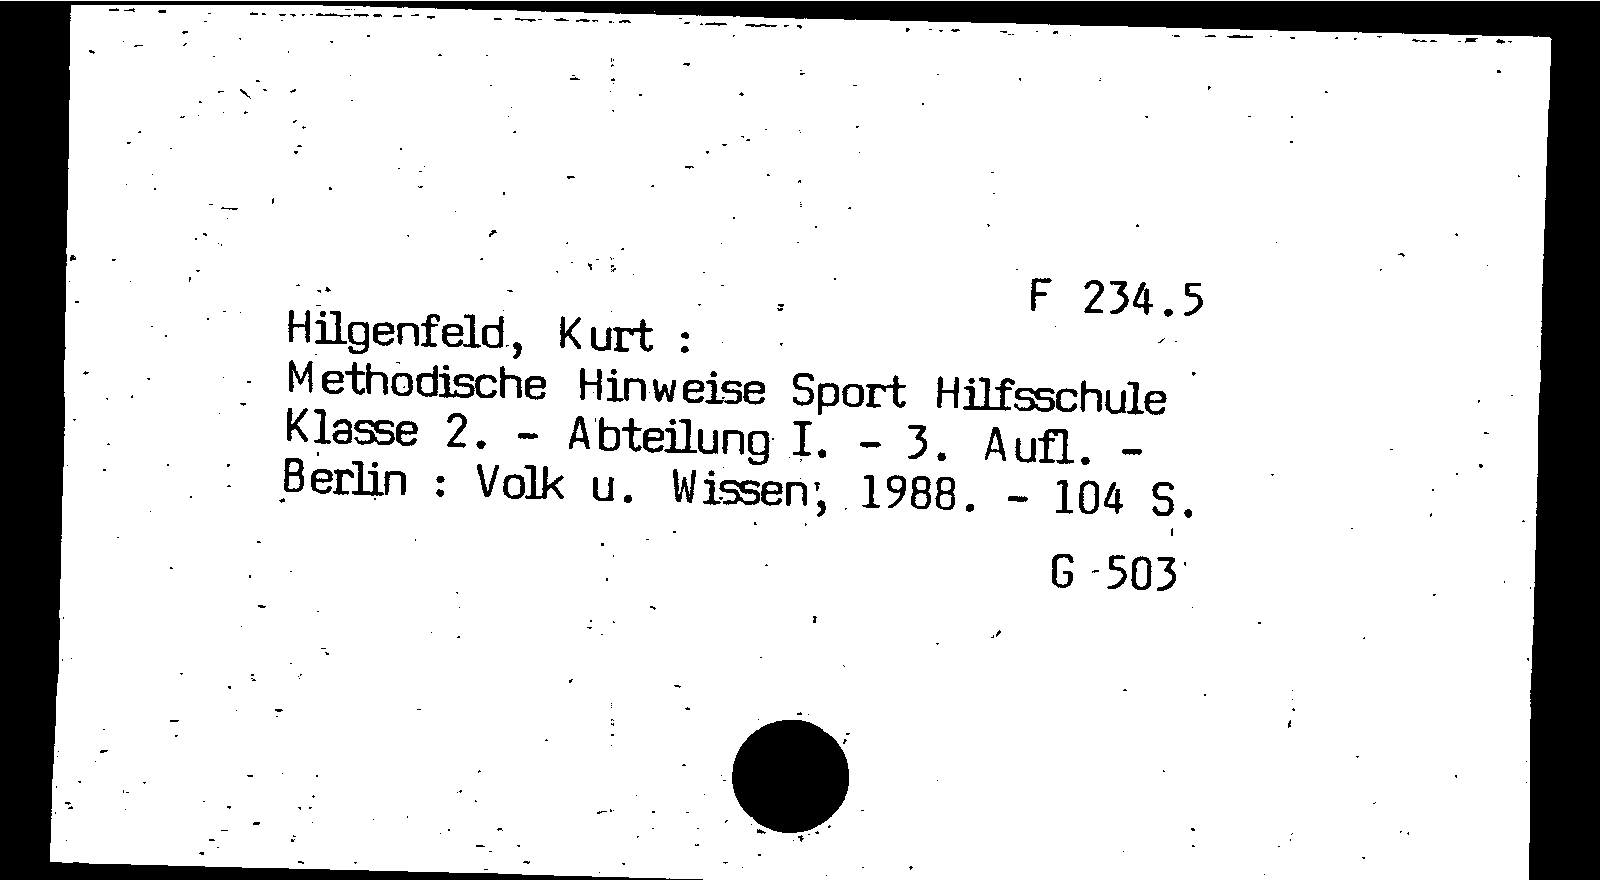 F 234.5
Hilgenfeld, Kurt :
Methodische Hinweise Sport Hilfsschule
Klasse 2. - Abteilung I. - 3. Aufl. -
Berlin : Volk u. Wissen, 1988. - 104 S.
G 503